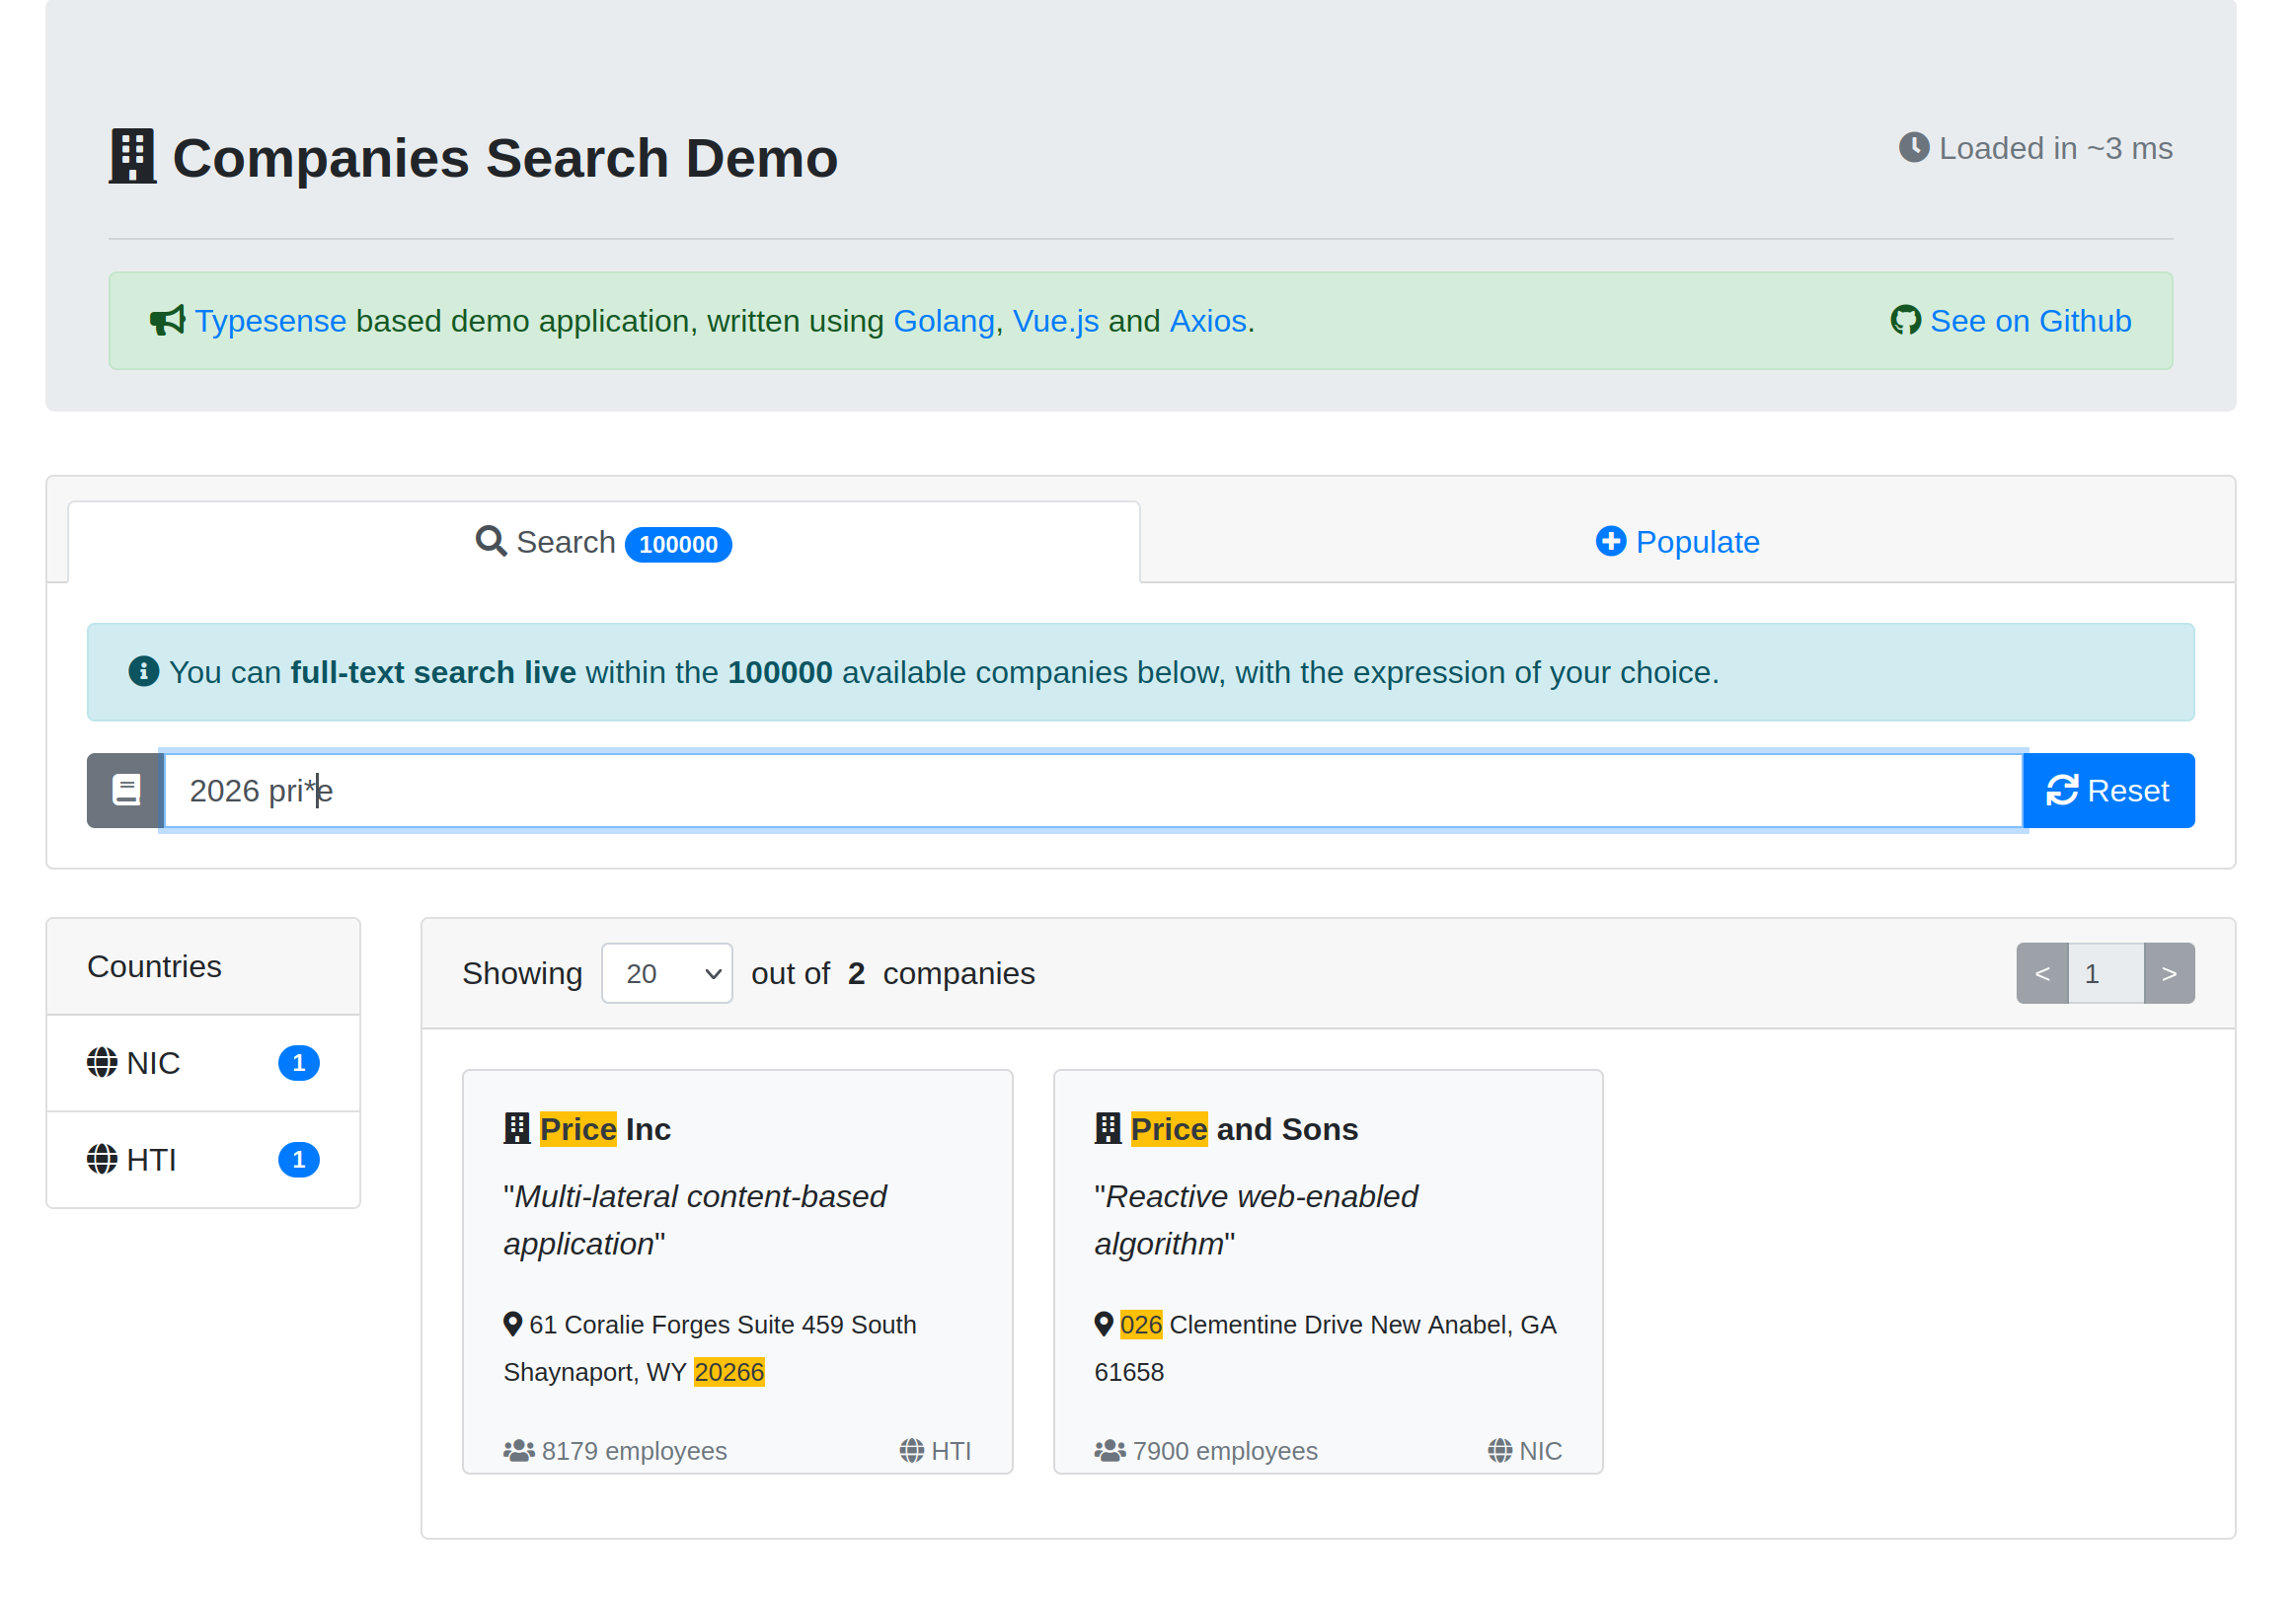 Companies Search Demo
Loaded in ~3 ms
Typesense based demo application, written using Golang, Vue.js and Axios.
See on Github
Search 100000
Populate
You can full-text search live within the 100000 available companies below, with the expression of your choice.
2026 pri*e
Reset
Countries
NIC 1
HTI 1
Showing 20 out of 2 companies
< 1 >
Price Inc
"Multi-lateral content-based
application"
61 Coralie Forges Suite 459 South
Shaynaport, WY 20266
8179 employees HTI
Price and Sons
"Reactive web-enabled
algorithm"
026 Clementine Drive New Anabel, GA
61658
7900 employees NIC